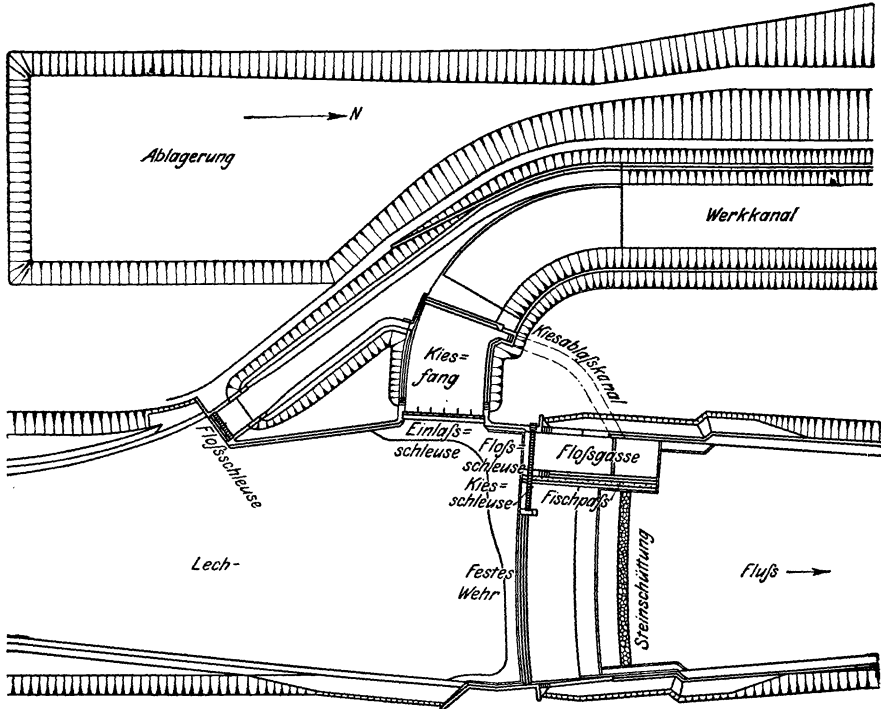 N
Ablagerung
Werkkanal
Kiesablaßkanal
Kies=
fang
Einlaß=
schleuse
Floßschleuse
Floß=
schleuse
Floßgasse
Kies=
schleuse
Fischpaß
Lech-
Festes
Wehr
Steinschüttung
Fluß